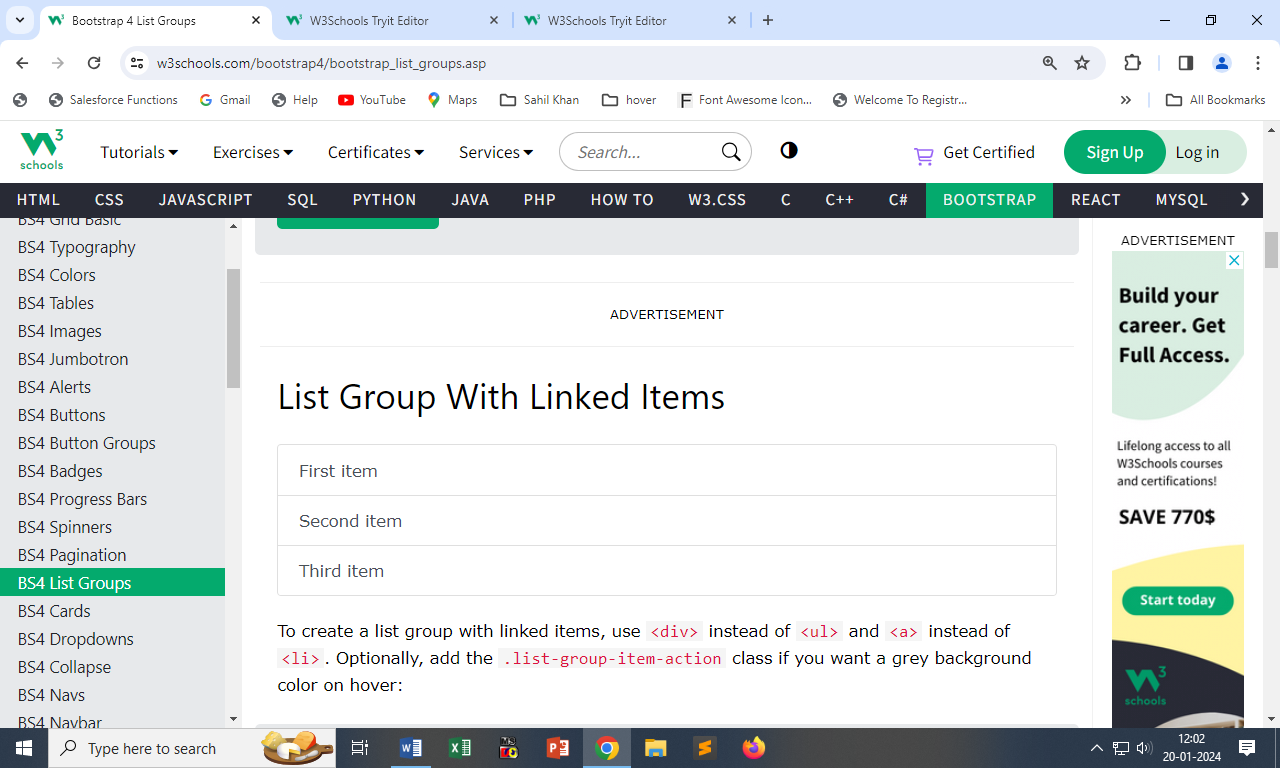 Bootstrap 4 List Groups
W3Schools Tryit Editor
W3Schools Tryit Editor
w3schools.com/bootstrap4/bootstrap_list_groups.asp
Salesforce Functions
Gmail
Help
YouTube
Maps
Sahil Khan
hover
Font Awesome Icon...
Welcome To Registr...
All Bookmarks
W3 schools
Tutorials
Exercises
Certificates
Services
Search...
Get Certified
Sign Up
Log in
HTML
CSS
JAVASCRIPT
SQL
PYTHON
JAVA
PHP
HOW TO
W3.CSS
C
C++
C#
BOOTSTRAP
REACT
MYSQL
BS4 Grid Basic
BS4 Typography
BS4 Colors
BS4 Tables
BS4 Images
BS4 Jumbotron
BS4 Alerts
BS4 Buttons
BS4 Button Groups
BS4 Badges
BS4 Progress Bars
BS4 Spinners
BS4 Pagination
BS4 List Groups
BS4 Cards
BS4 Dropdowns
BS4 Collapse
BS4 Navs
BS4 Navbar
ADVERTISEMENT
List Group With Linked Items
First item
Second item
Third item
To create a list group with linked items, use <div> instead of <ul> and <a> instead of
<li>. Optionally, add the .list-group-item-action class if you want a grey background
color on hover:
ADVERTISEMENT
Build your
career. Get
Full Access.
Lifelong access to all
W3Schools courses
and certifications!
SAVE 770$
Start today
W3 schools
Type here to search
12:02
20-01-2024